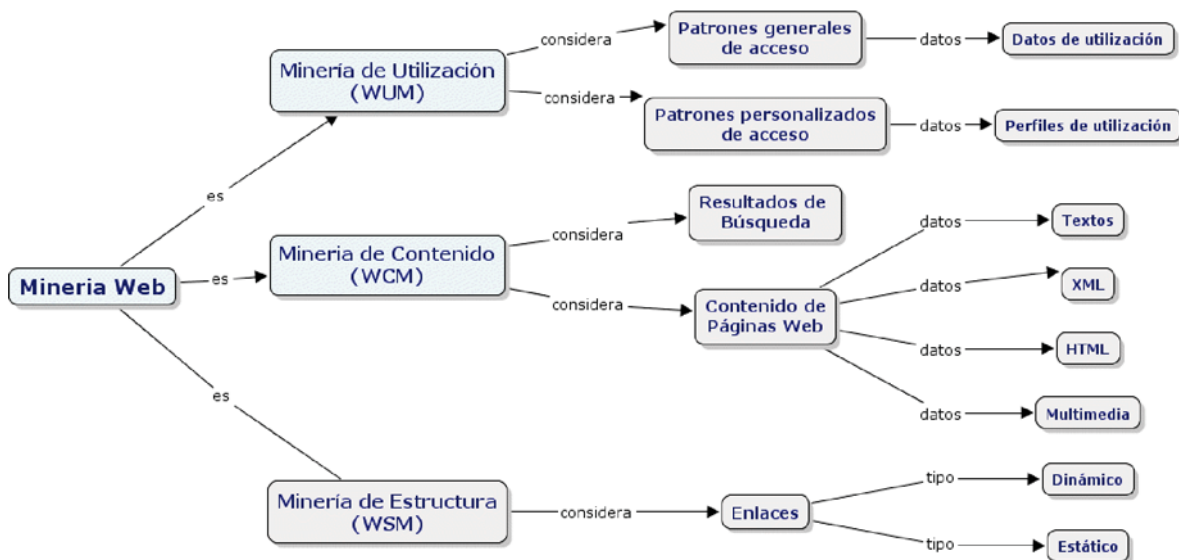 Mineria Web
es
Minería de Utilización
(WUM)
considera
Patrones generales
de acceso
datos
Datos de utilización
considera
Patrones personalizados
de acceso
datos
Perfiles de utilización
es
Mineria de Contenido
(WCM)
considera
Resultados de
Búsqueda
considera
Contenido de
Páginas Web
datos
Textos
datos
XML
datos
HTML
datos
Multimedia
es
Minería de Estructura
(WSM)
considera
Enlaces
tipo
Dinámico
tipo
Estático